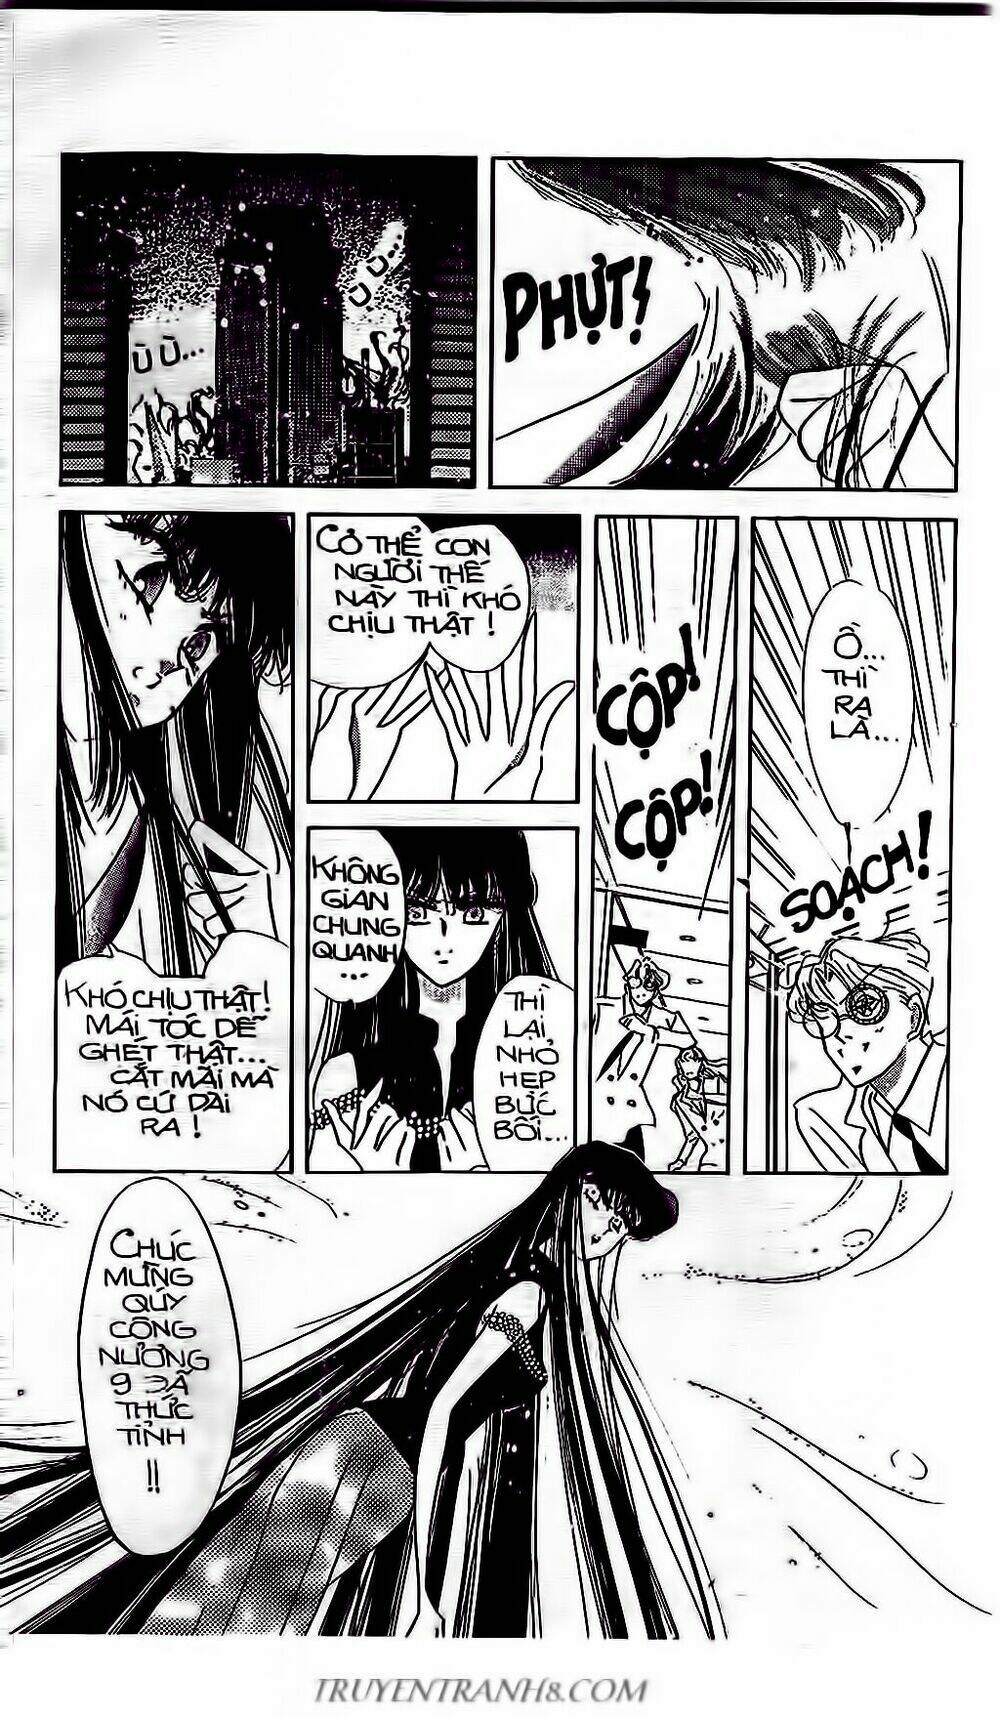 Ù Ù...
Ù
Ù...
PHỰT!
KHÓ CHỊU THẬT!
MÁI TÓC DỄ
GHÉT THẬT...
CẮT MÃI MÀ
NÓ CỨ DÀI
RA!
CƠ THỂ CON
NGƯỜI THẾ
NÀY THÌ KHÓ
CHỊU THẬT!
KHÔNG
GIAN
CHUNG
QUANH
...
THÌ
LẠI
NHỎ
HẸP
BỨC
BỐI...
CỘP!
CỘP!
Ồ...
THÌ
RA
LÀ...
SOẠCH!
CHÚC
MỪNG
QÚY
CÔNG
NƯƠNG
9 ĐÃ
THỨC
TỈNH
!!
TRUYENTRANH8.COM